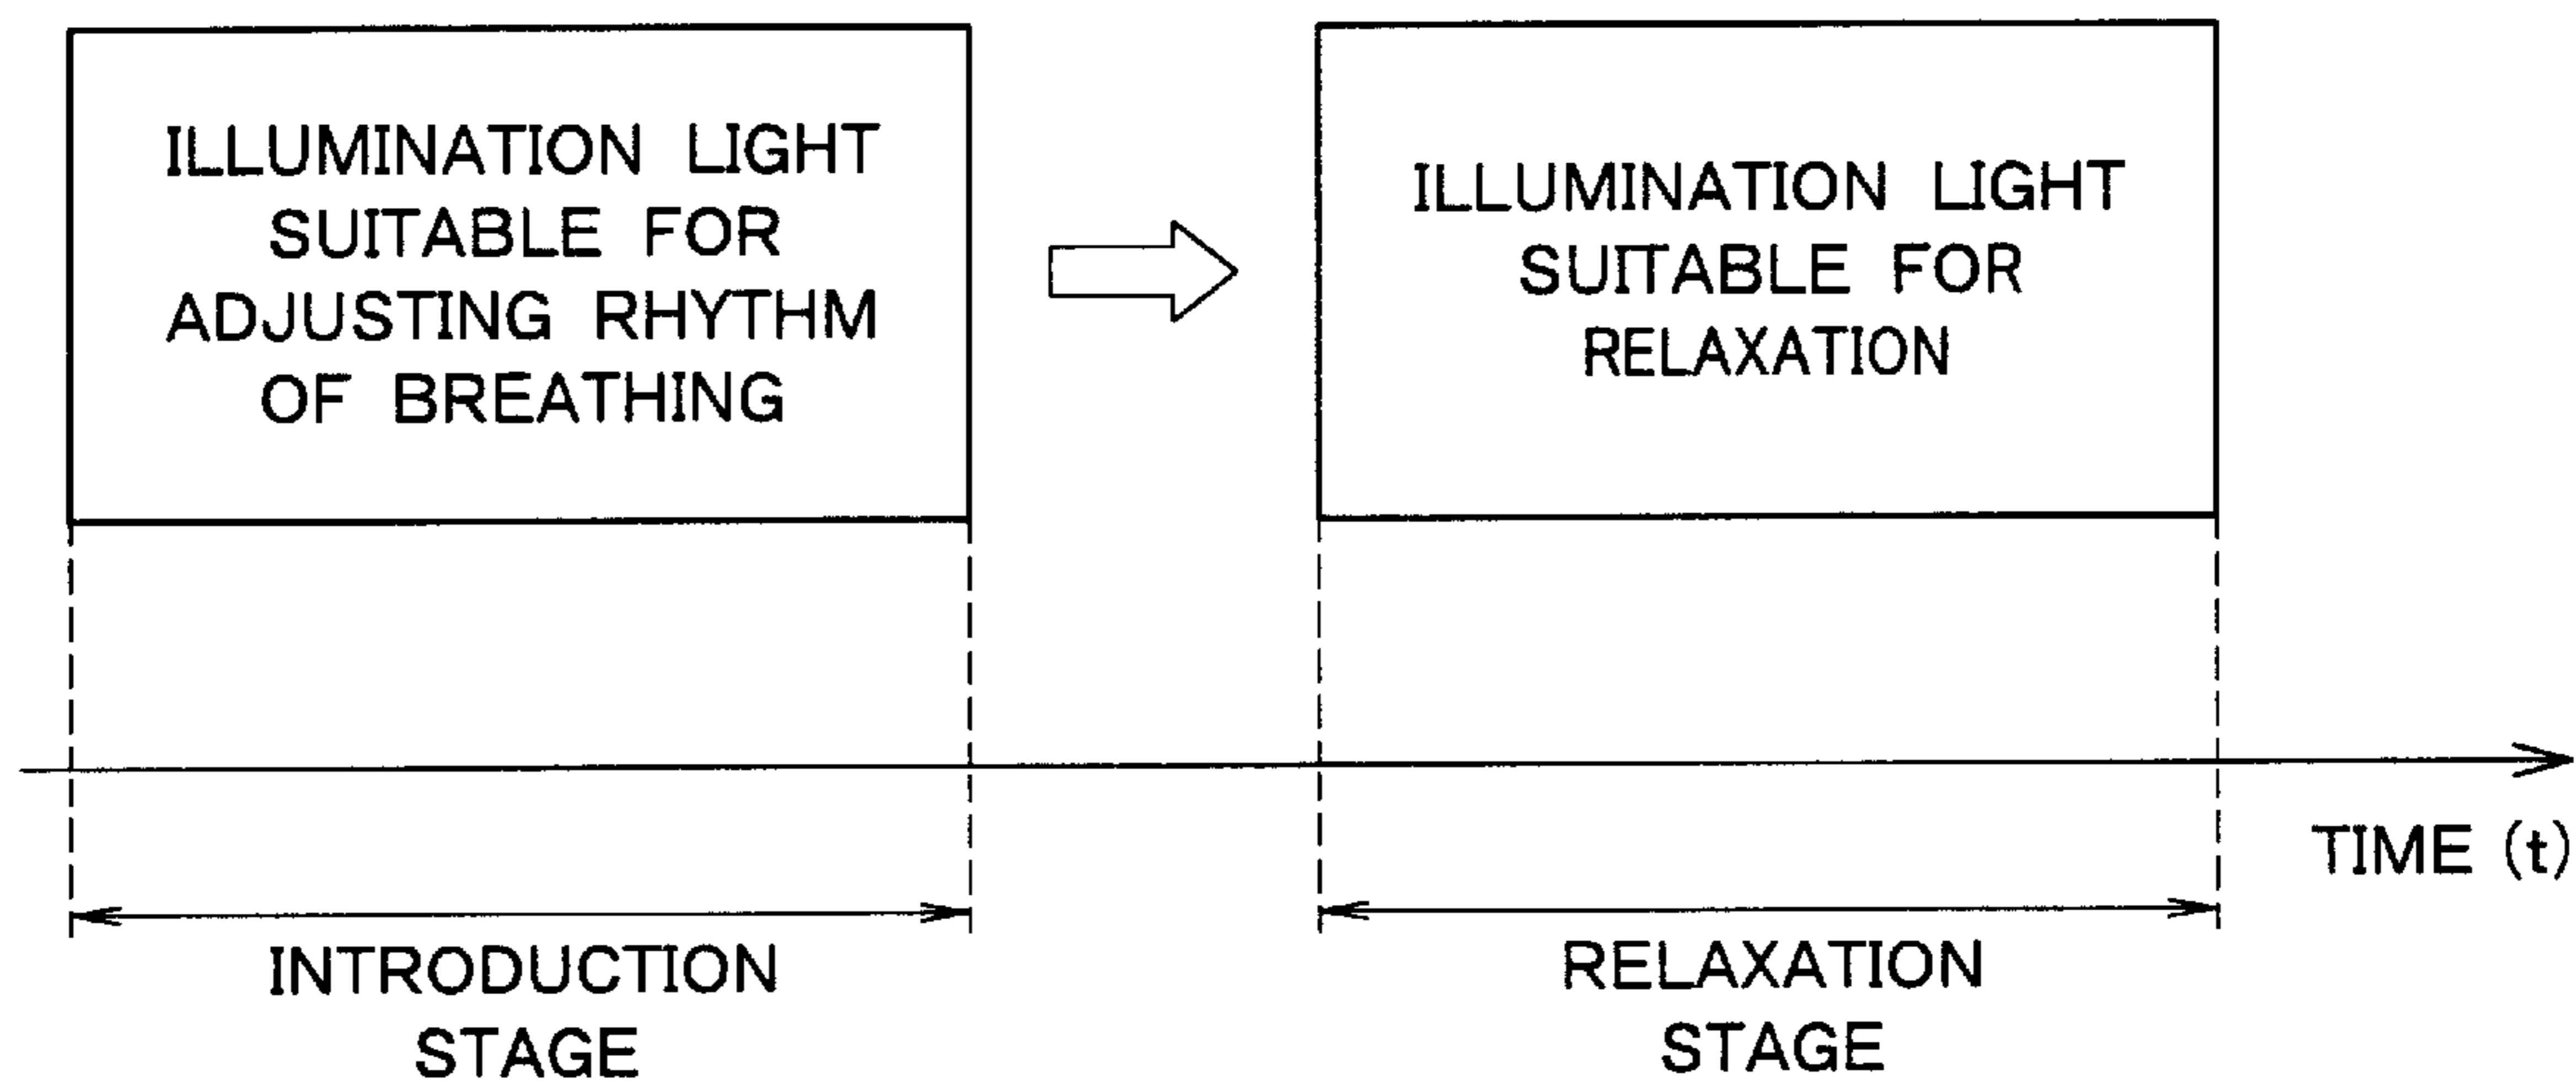 ILLUMINATION LIGHT
SUITABLE FOR
ADJUSTING RHYTHM
OF BREATHING
ILLUMINATION LIGHT
SUITABLE FOR
RELAXATION
TIME (t)
INTRODUCTION
STAGE
RELAXATION
STAGE